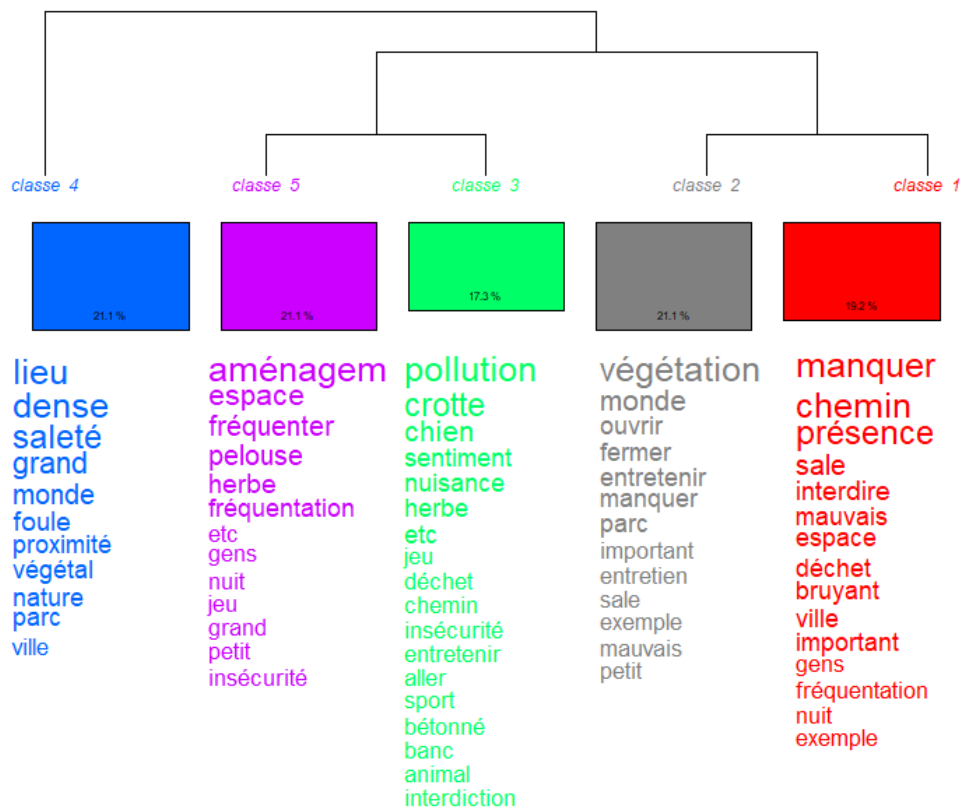 classe 4
classe 5
classe 3
classe 2
classe 1
21.1 %
21.1 %
17.3 %
21.1 %
19.2 %
lieu
dense
saleté
grand
monde
foule
proximité
végétal
nature
parc
ville
aménagem
espace
fréquenter
pelouse
herbe
fréquentation
etc
gens
nuit
jeu
grand
petit
insécurité
pollution
crotte
chien
sentiment
nuisance
herbe
etc
jeu
déchet
chemin
insécurité
entretenir
aller
sport
bétonné
banc
animal
interdiction
végétation
monde
ouvrir
fermer
entretenir
manquer
parc
important
entretien
sale
exemple
mauvais
petit
manquer
chemin
présence
sale
interdire
mauvais
espace
déchet
bruyant
ville
important
gens
fréquentation
nuit
exemple